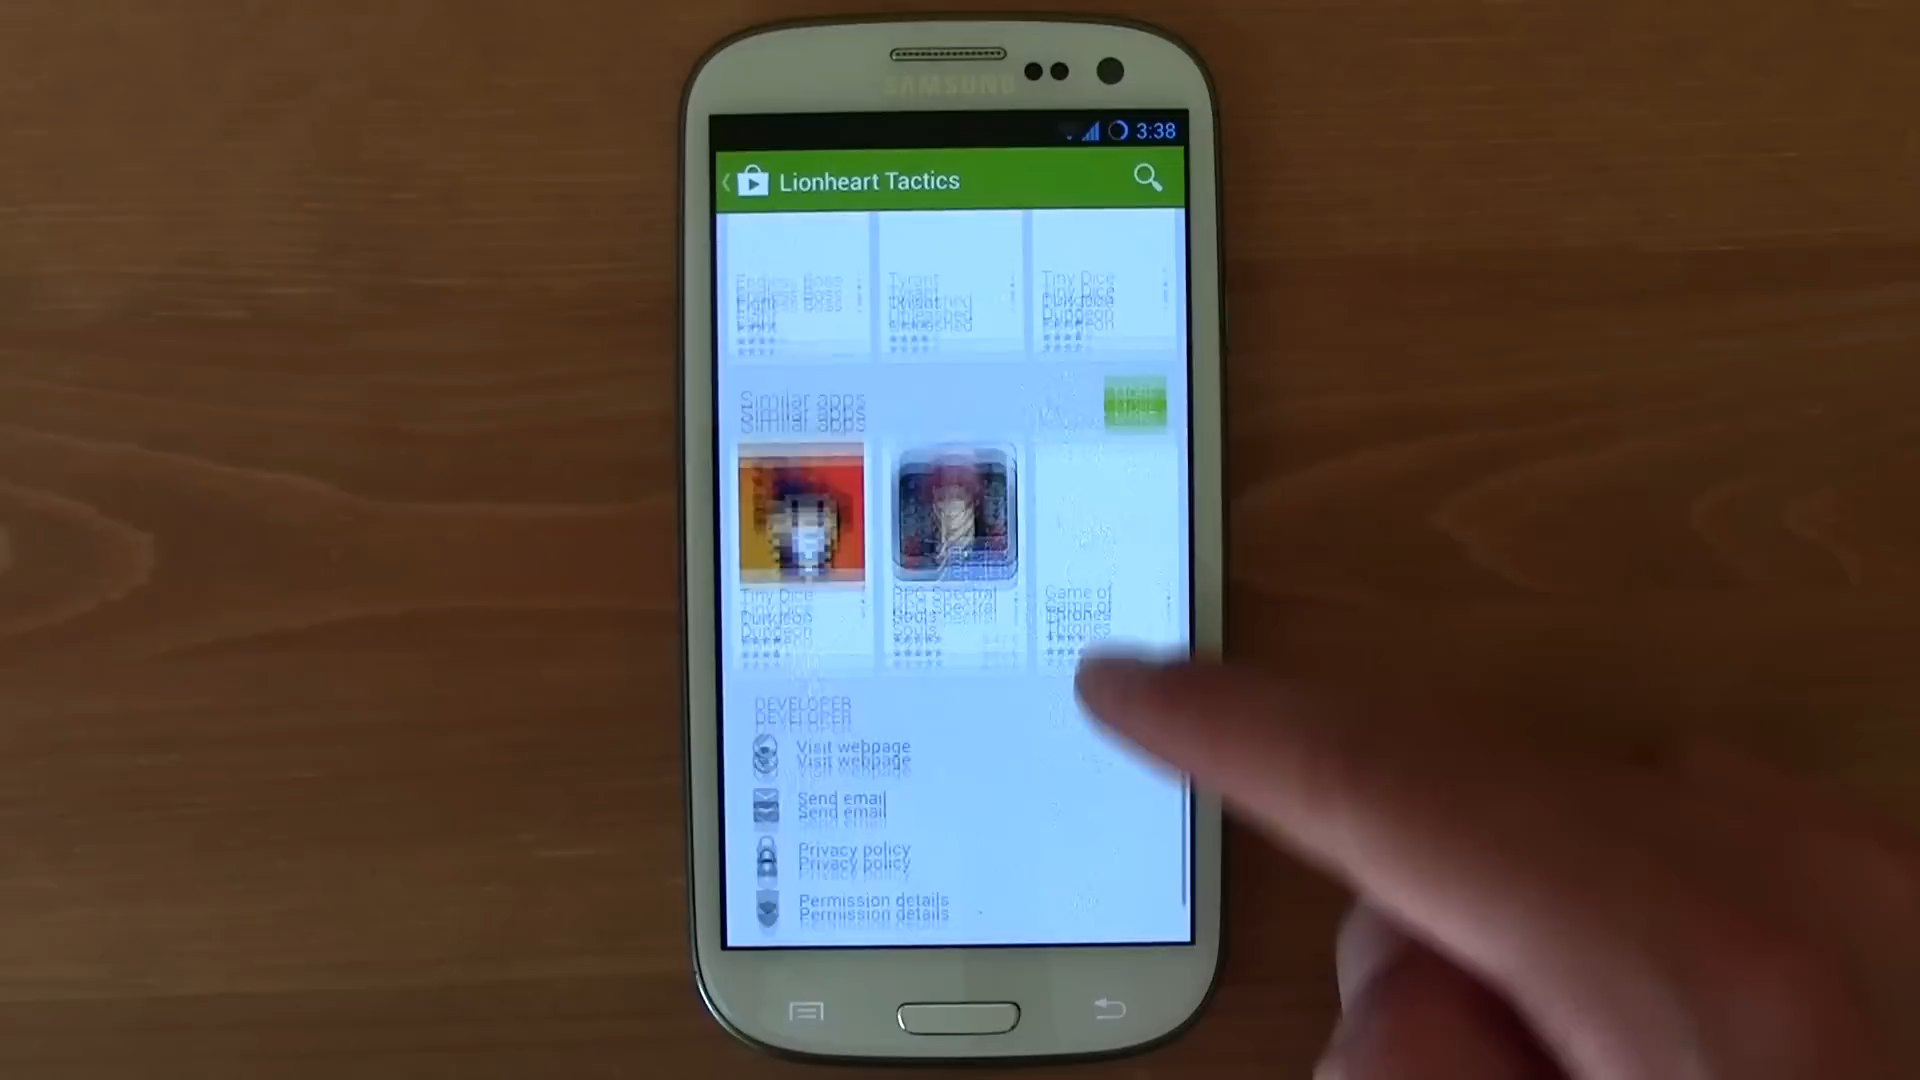 SAMSUNG
3:38
Lionheart Tactics
Endless Boss
Fight
Tyrant
Unleashed
Tiny Dice
Dungeon
Similar apps
Tiny Dice
Dungeon
RPG Spectral
Souls
Game of
Thrones
DEVELOPER
Visit webpage
Send email
Privacy policy
Permission details